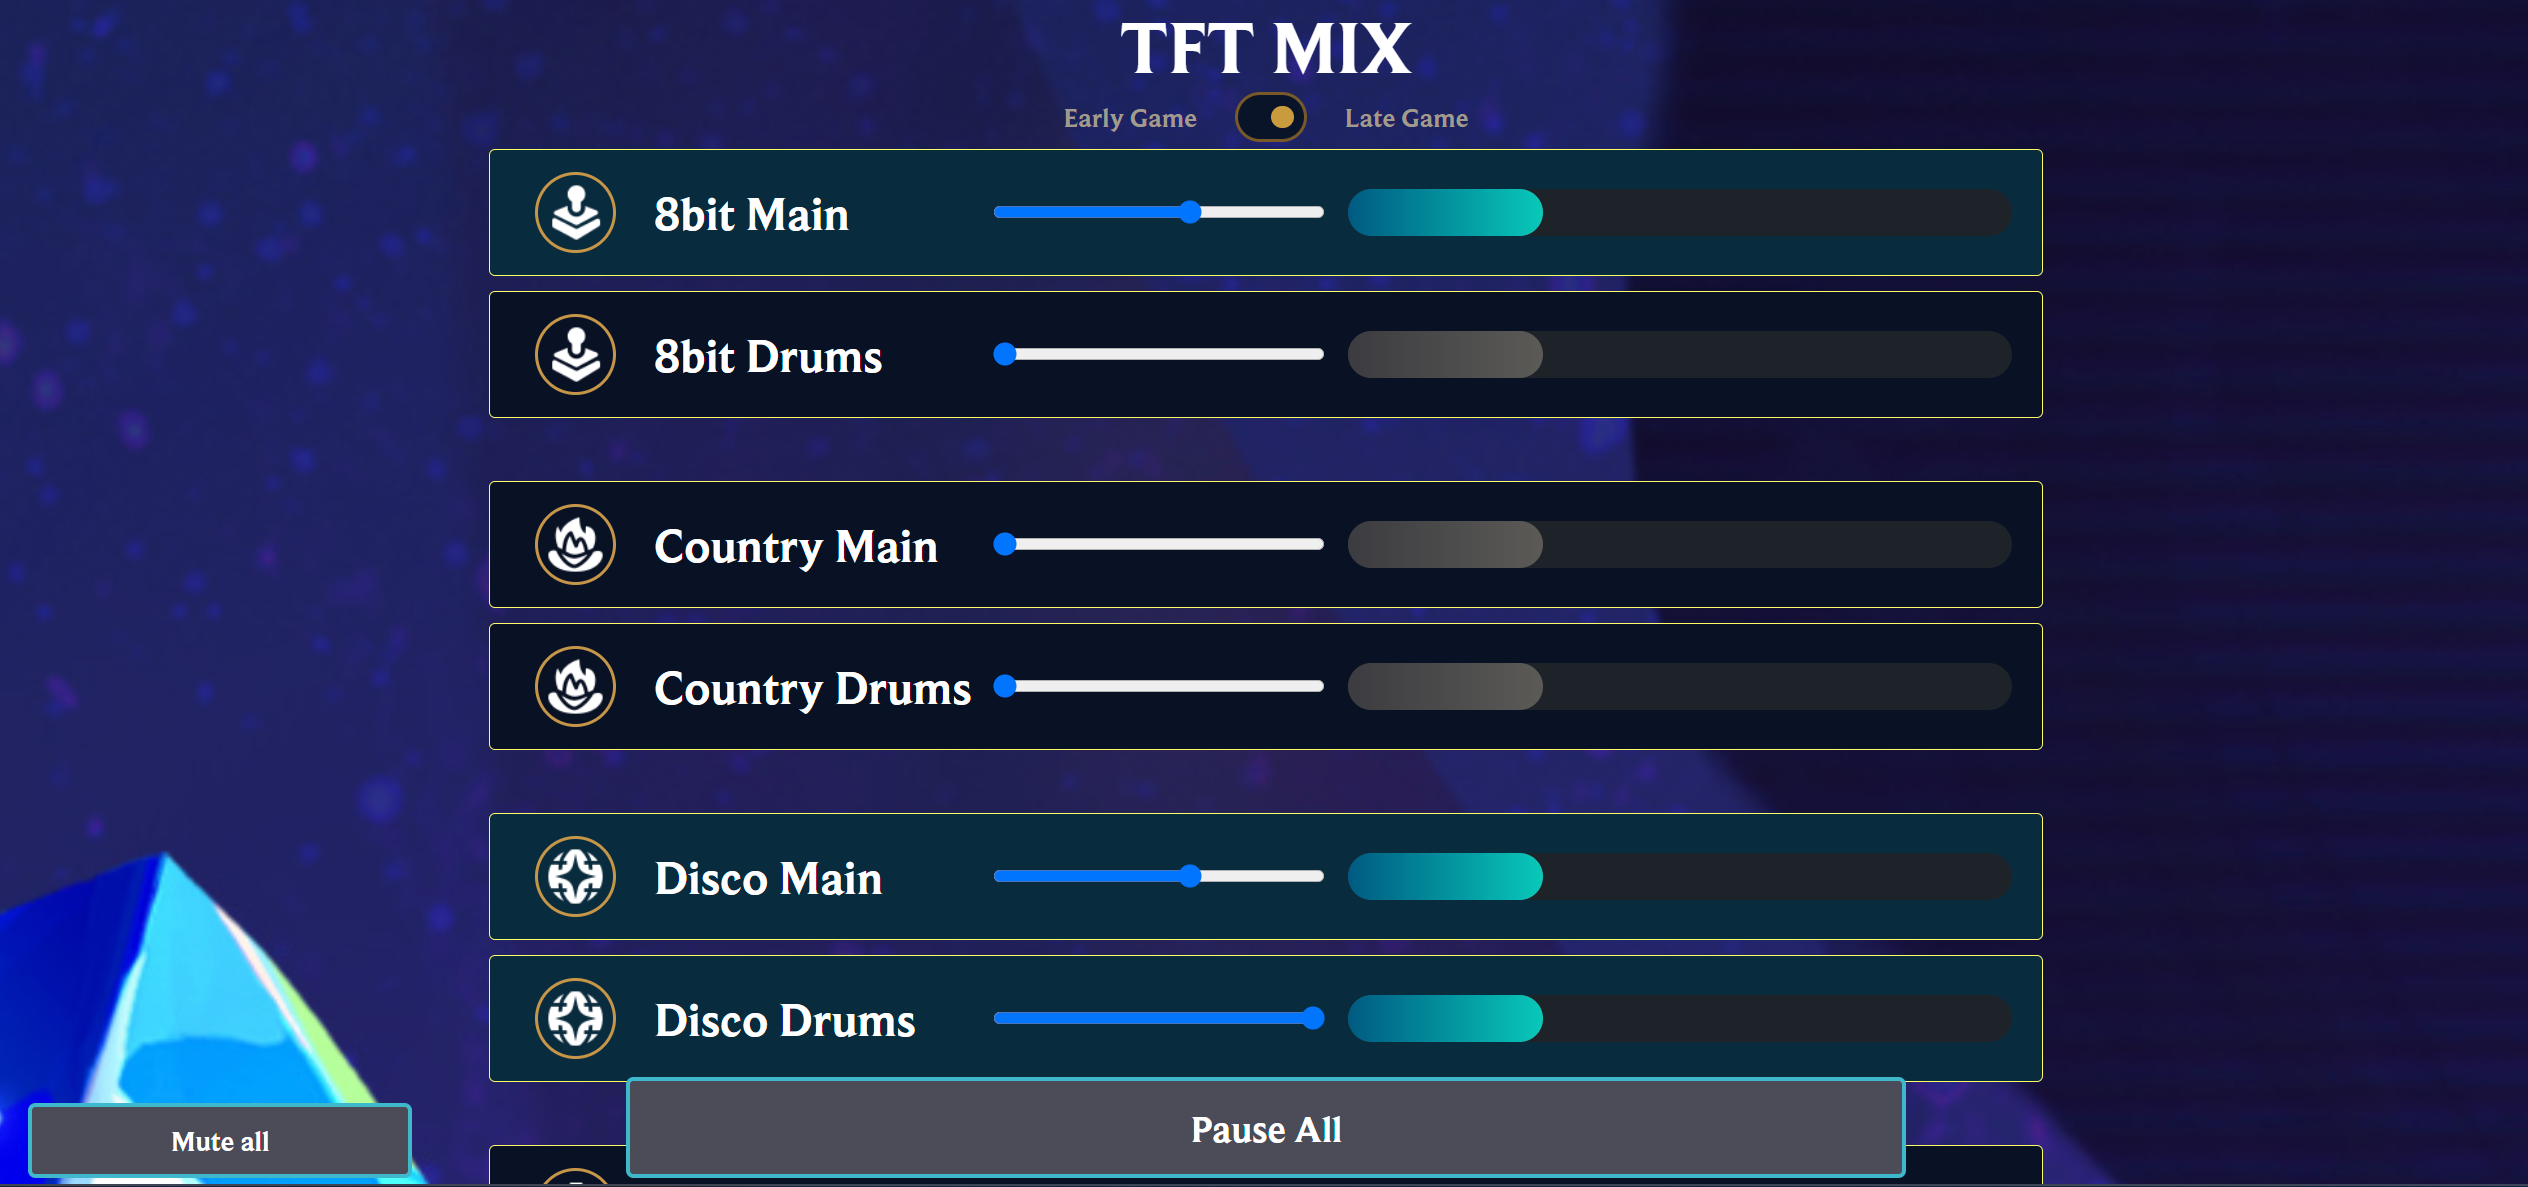 TFT MIX
Early Game
Late Game
8bit Main
8bit Drums
Country Main
Country Drums
Disco Main
Disco Drums
Mute all
Pause All